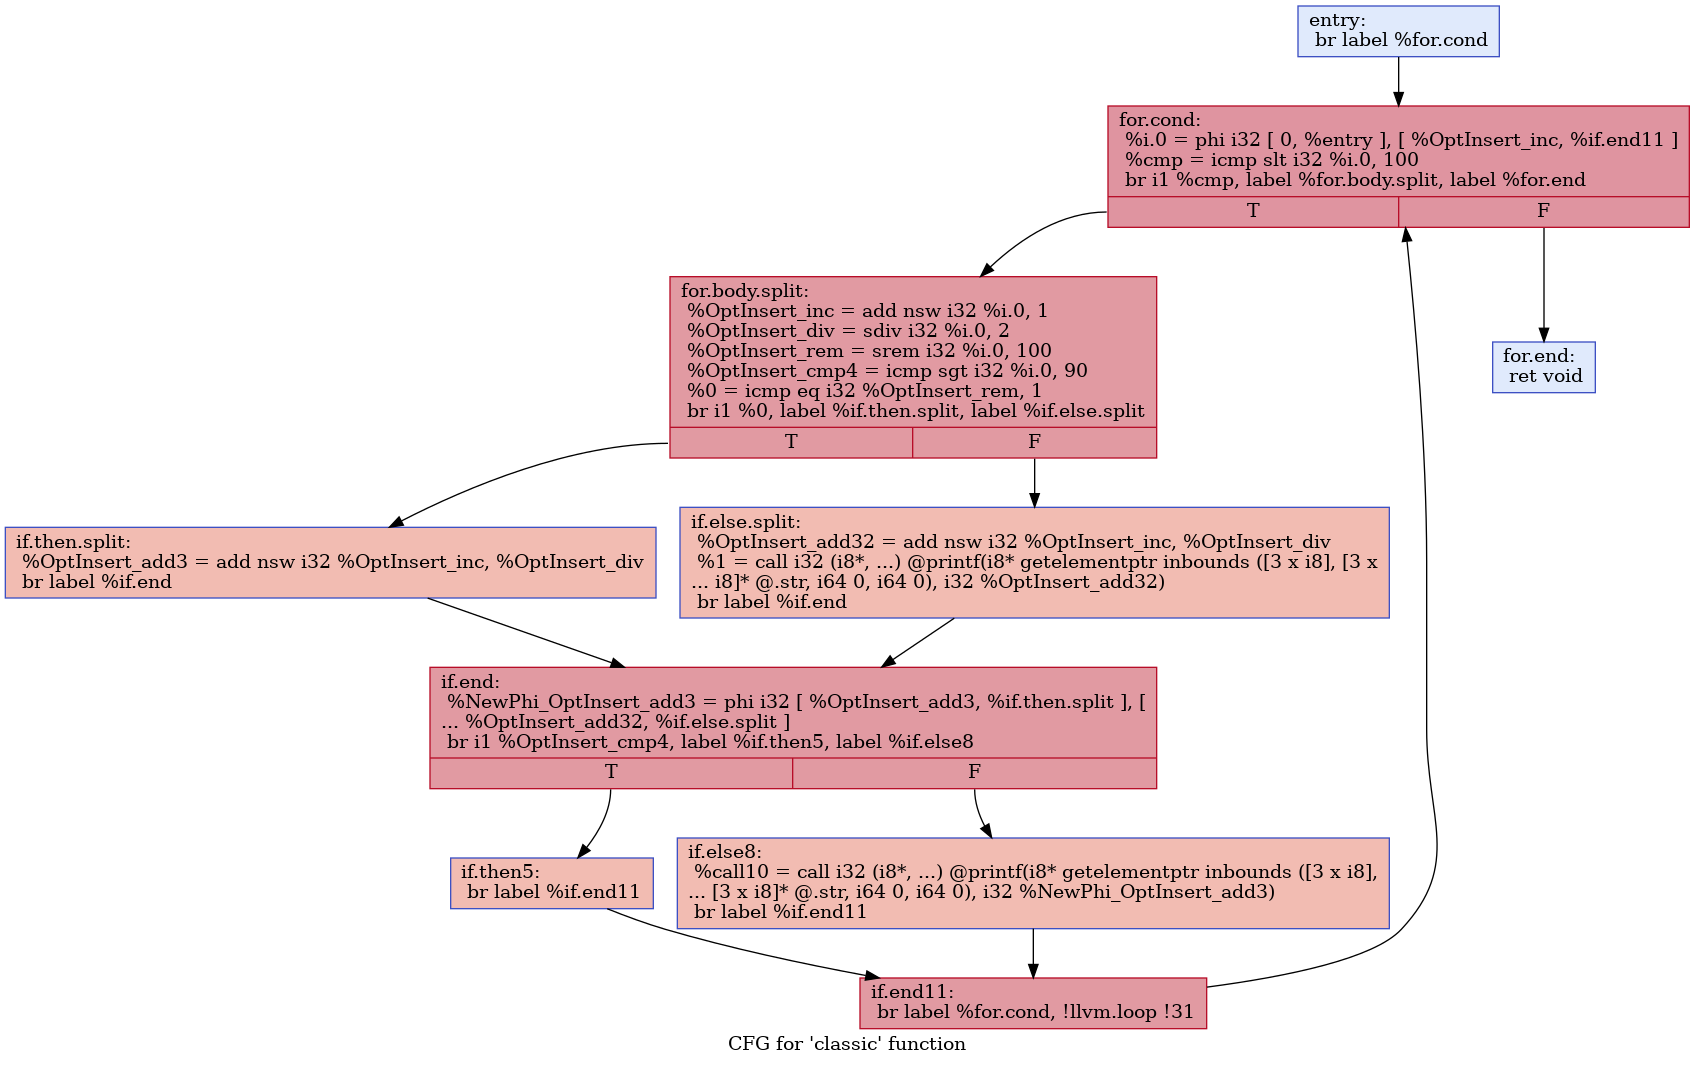 entry:
br label %for.cond
for.cond:
%i.0 = phi i32 [ 0, %entry ], [ %OptInsert_inc, %if.end11 ]
%cmp = icmp slt i32 %i.0, 100
br i1 %cmp, label %for.body.split, label %for.end
T F
for.body.split:
%OptInsert_inc = add nsw i32 %i.0, 1
%OptInsert_div = sdiv i32 %i.0, 2
%OptInsert_rem = srem i32 %i.0, 100
%OptInsert_cmp4 = icmp sgt i32 %i.0, 90
%0 = icmp eq i32 %OptInsert_rem, 1
br i1 %0, label %if.then.split, label %if.else.split
T F
for.end:
ret void
if.then.split:
%OptInsert_add3 = add nsw i32 %OptInsert_inc, %OptInsert_div
br label %if.end
if.else.split:
%OptInsert_add32 = add nsw i32 %OptInsert_inc, %OptInsert_div
%1 = call i32 (i8*, ...) @printf(i8* getelementptr inbounds ([3 x i8], [3 x
... i8]* @.str, i64 0, i64 0), i32 %OptInsert_add32)
br label %if.end
if.end:
%NewPhi_OptInsert_add3 = phi i32 [ %OptInsert_add3, %if.then.split ], [
... %OptInsert_add32, %if.else.split ]
br i1 %OptInsert_cmp4, label %if.then5, label %if.else8
T F
if.then5:
br label %if.end11
if.else8:
%call10 = call i32 (i8*, ...) @printf(i8* getelementptr inbounds ([3 x i8],
... [3 x i8]* @.str, i64 0, i64 0), i32 %NewPhi_OptInsert_add3)
br label %if.end11
if.end11:
br label %for.cond, !llvm.loop !31
CFG for 'classic' function